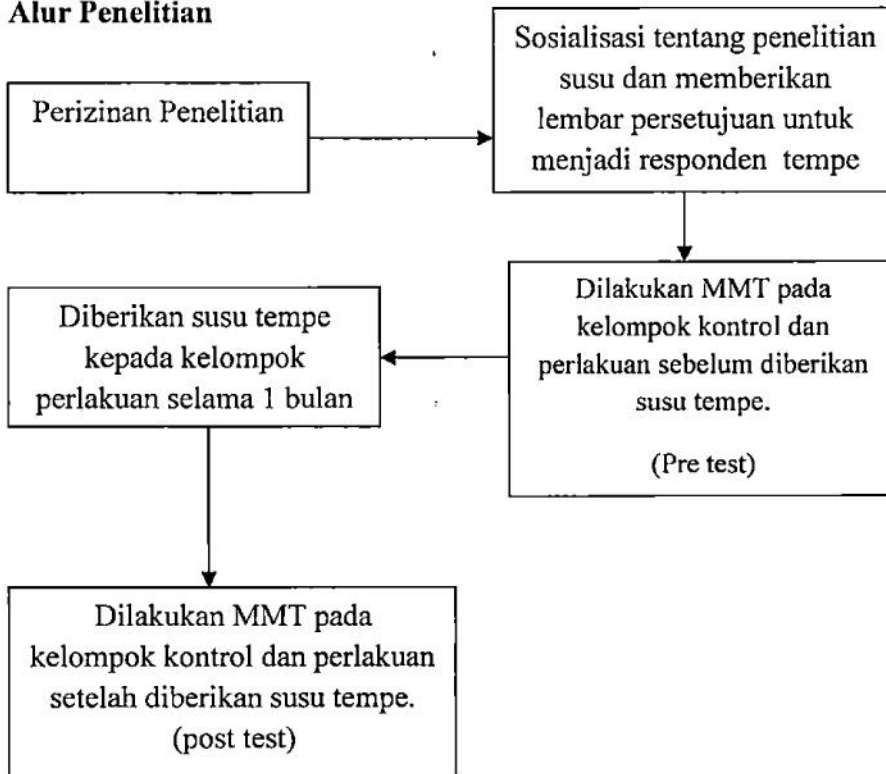 Alur Penelitian
Perizinan Penelitian
Sosialisasi tentang penelitian
susu dan memberikan
lembar persetujuan untuk
menjadi responden tempe
Dilakukan MMT pada
kelompok kontrol dan
perlakuan sebelum diberikan
susu tempe.
(Pre test)
Diberikan susu tempe
kepada kelompok
perlakuan selama 1 bulan
Dilakukan MMT pada
kelompok kontrol dan perlakuan
setelah diberikan susu tempe.
(post test)